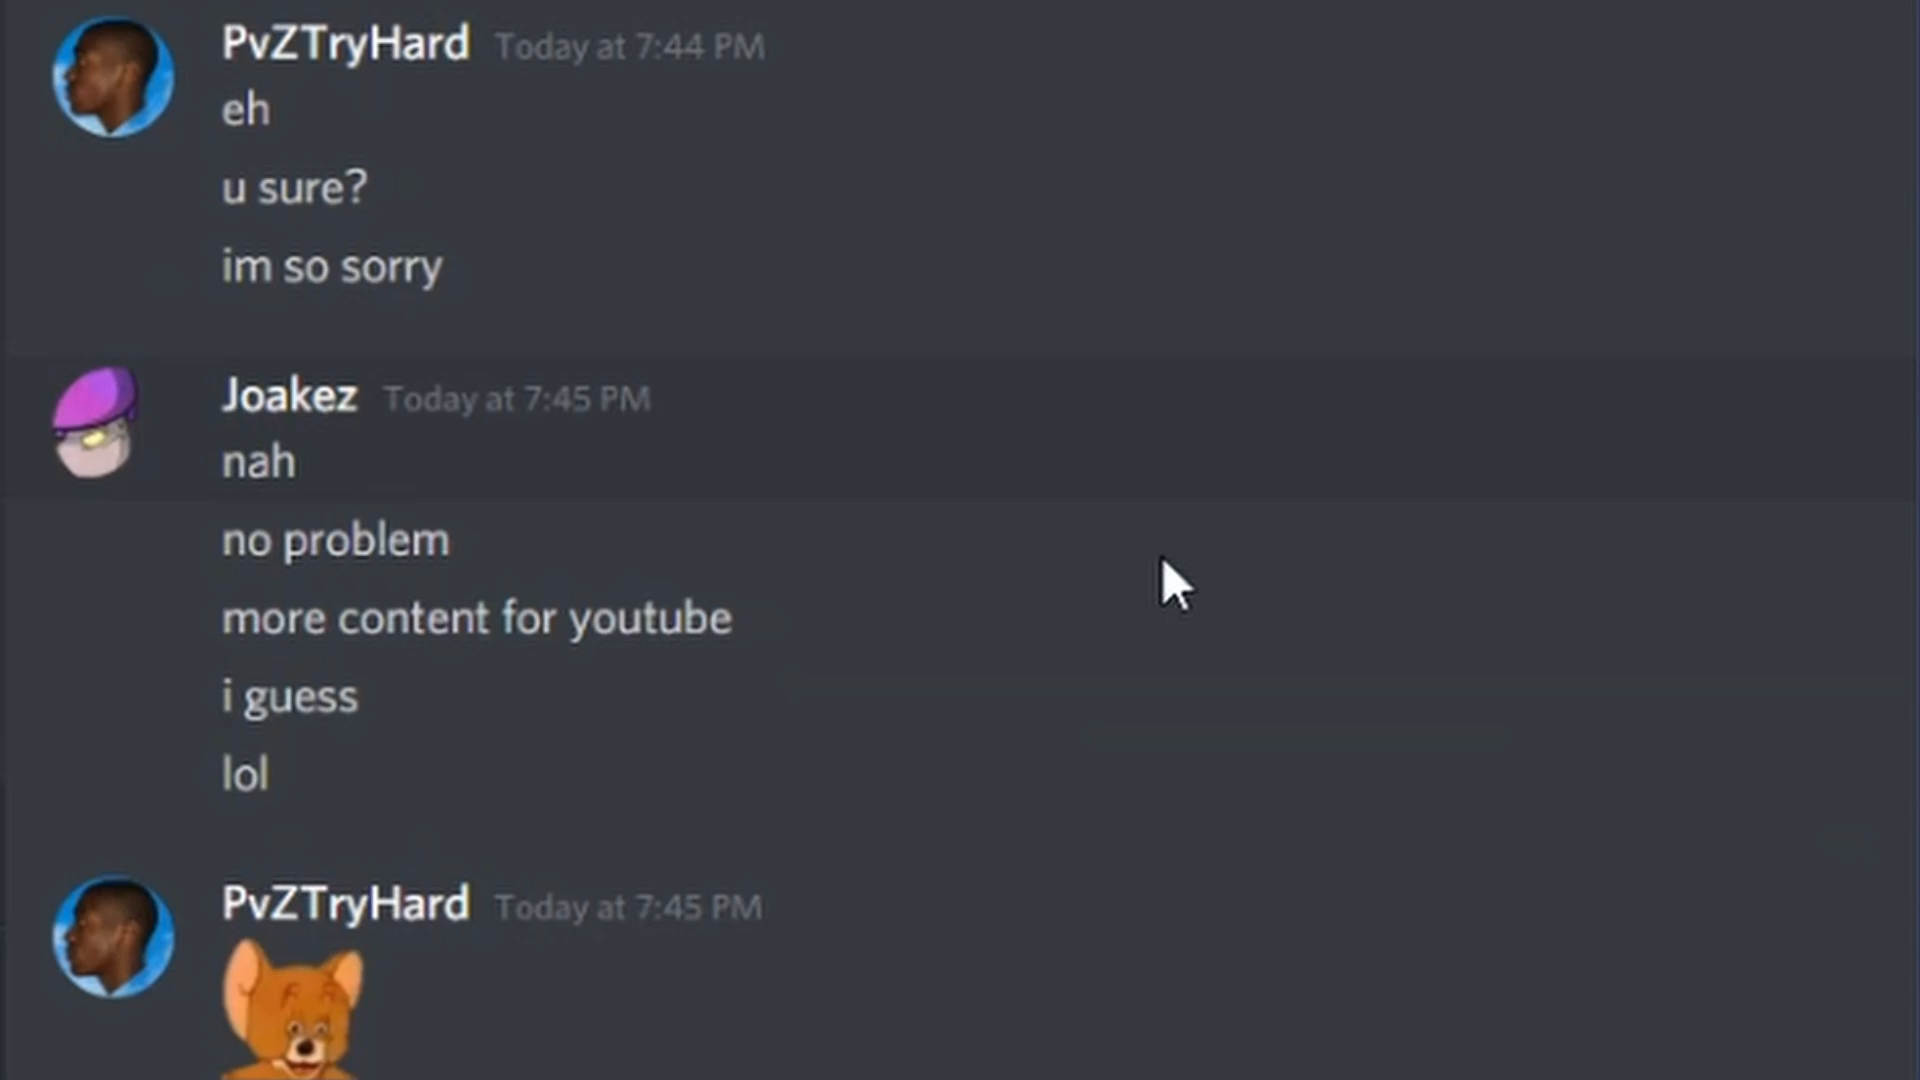 PvZTryHard Today at 7:44 PM
eh
u sure?
im so sorry
Joakez Today at 7:45 PM
nah
no problem
more content for youtube
i guess
lol
PvZTryHard Today at 7:45 PM